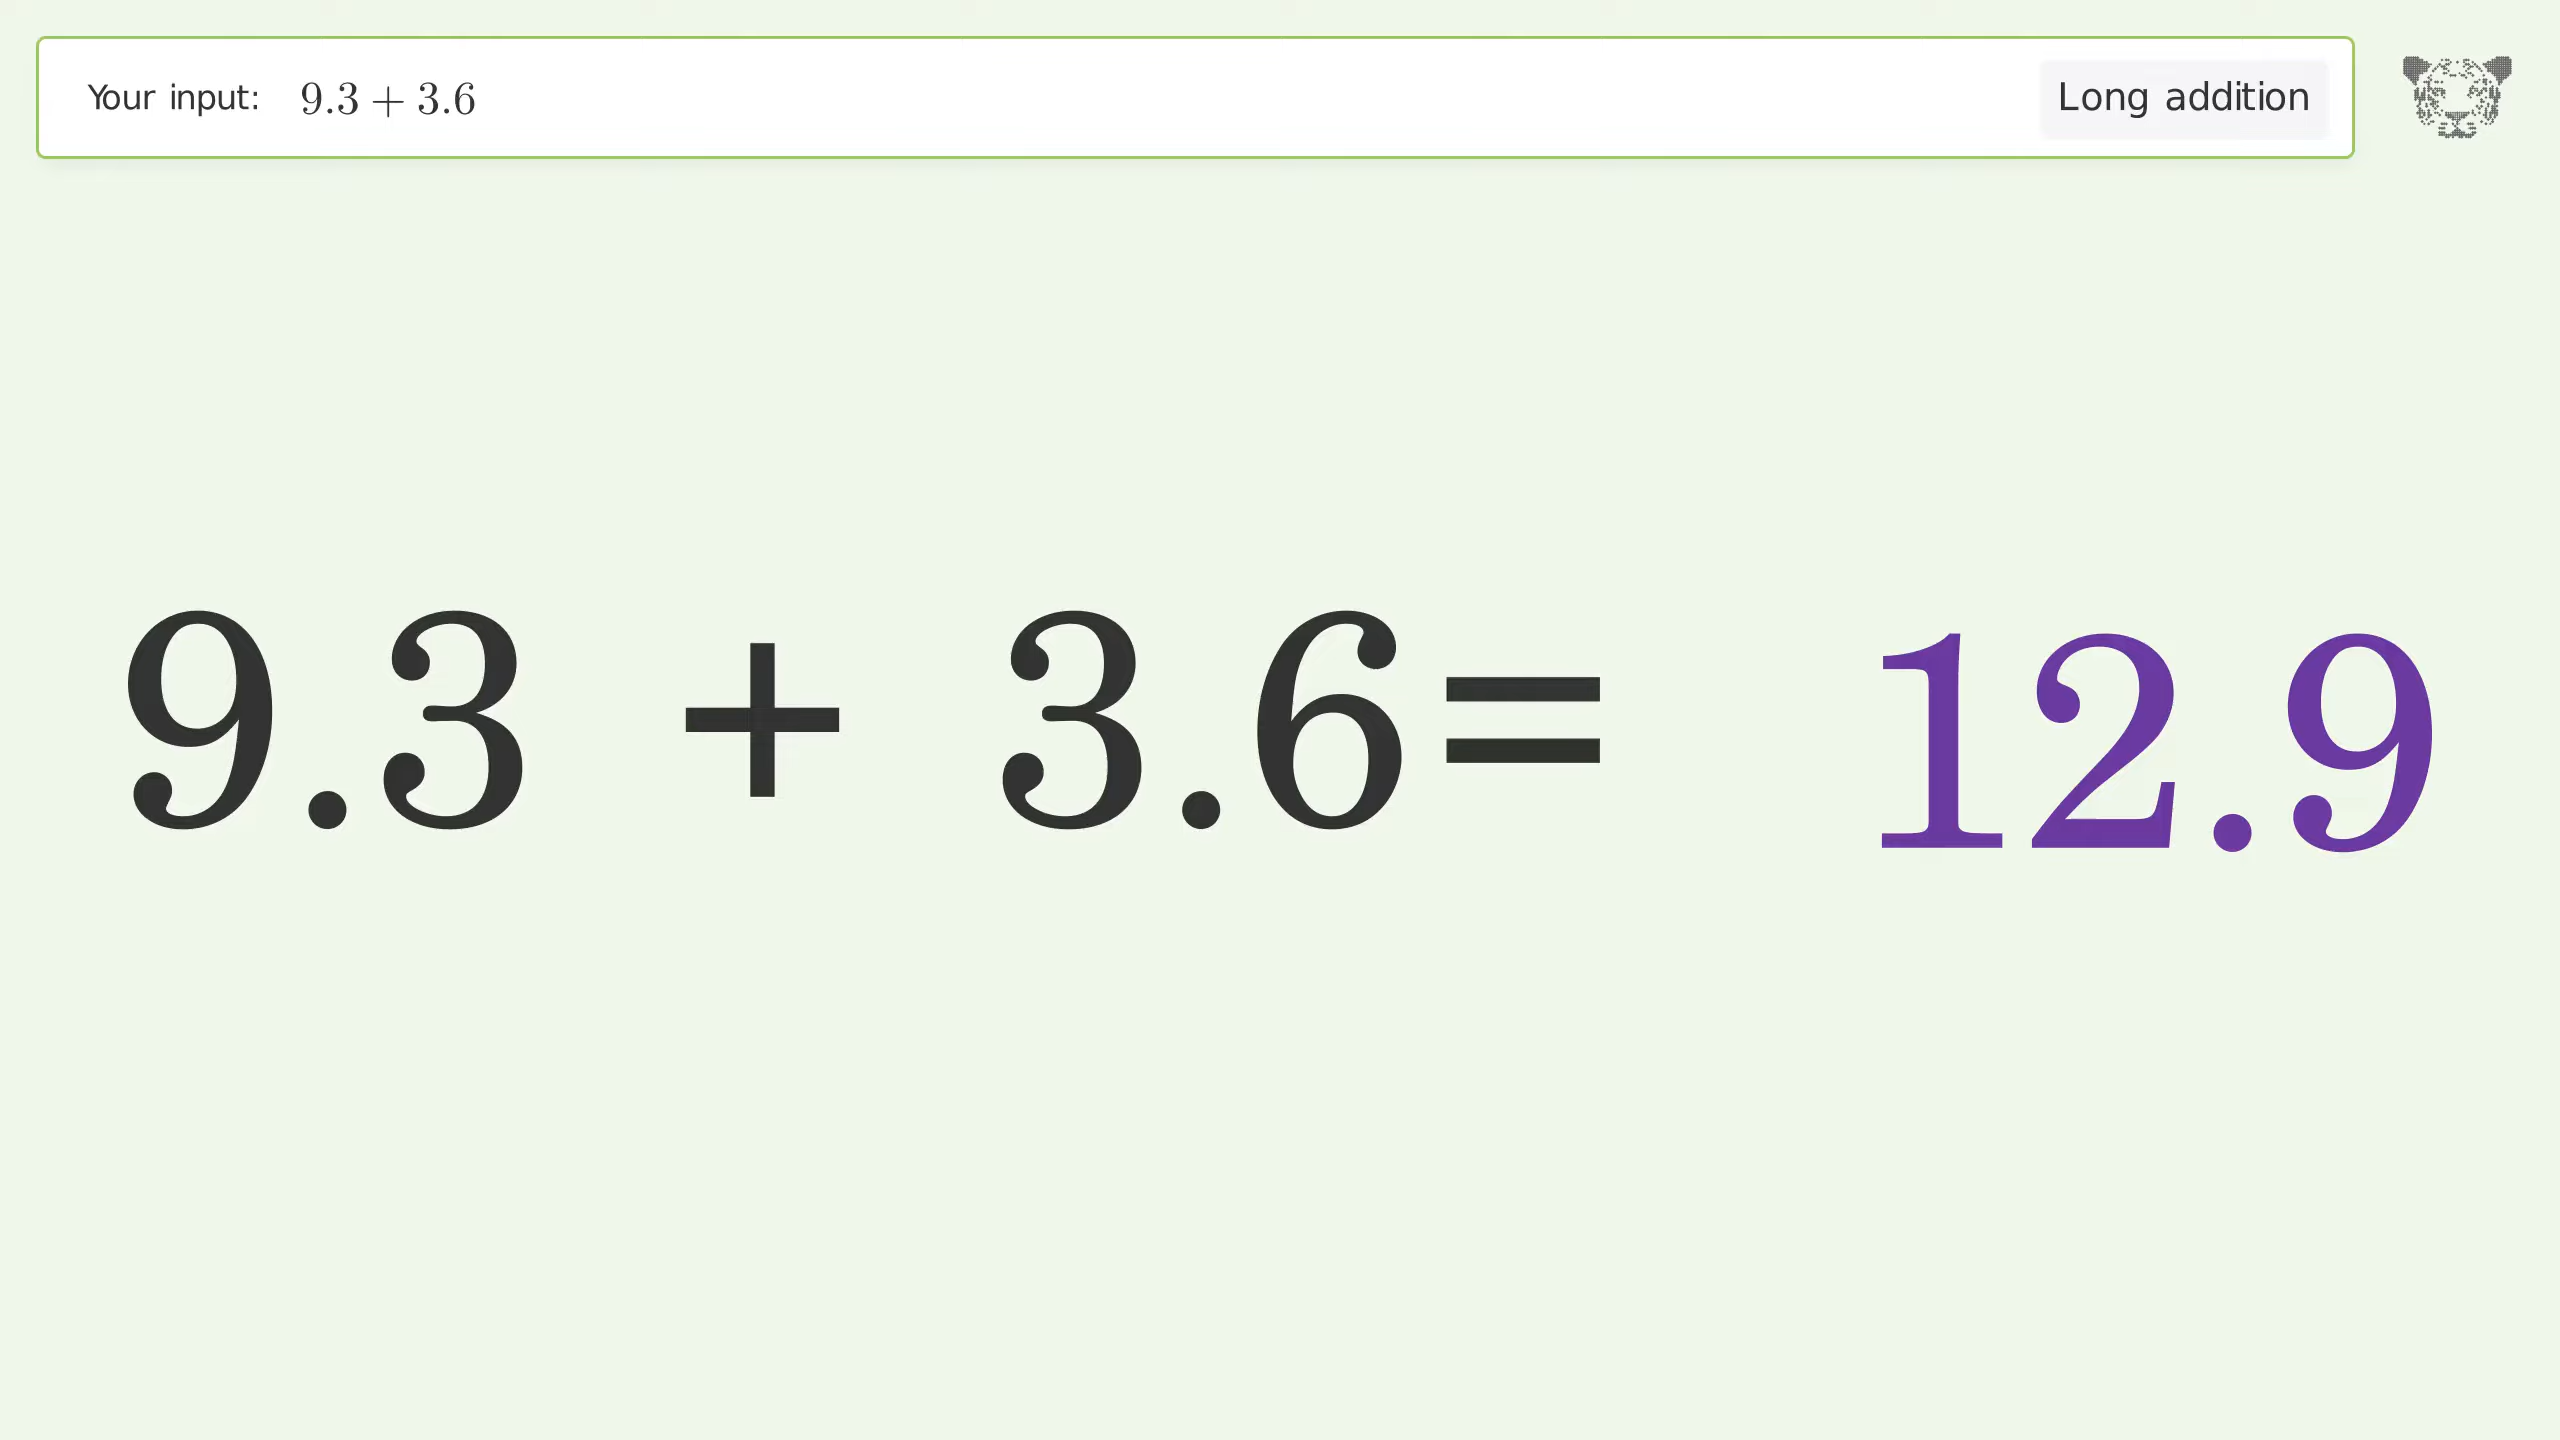 Your input: 9.3 + 3.6 Long addition
9.3 + 3.6 = 12.9